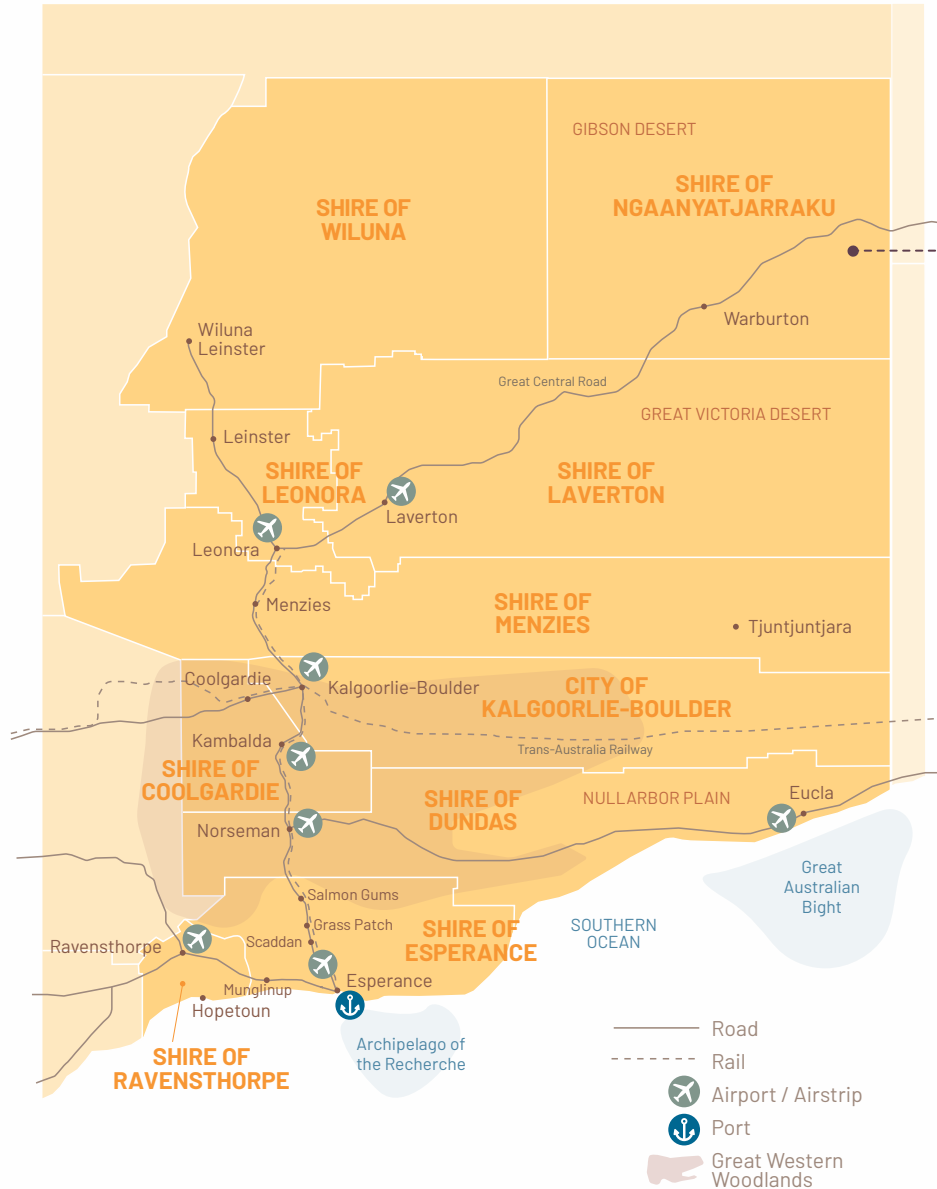 GIBSON DESERT
SHIRE OF
NGAANYATJARRAKU
SHIRE OF
WILUNA
Warburton
Wiluna
Leinster
Great Central Road
GREAT VICTORIA DESERT
Leinster
SHIRE OF
LEONORA
SHIRE OF
LAVERTON
Laverton
Leonora
SHIRE OF
MENZIES
Menzies
Tjuntjuntjara
Coolgardie
Kalgoorlie-Boulder
CITY OF
KALGOORLIE-BOULDER
Kambalda
Trans-Australia Railway
SHIRE OF
COOLGARDIE
SHIRE OF
DUNDAS
NULLARBOR PLAIN
Eucla
Norseman
Great
Australian
Bight
Salmon Gums
Grass Patch
Scaddan
SHIRE OF
ESPERANCE
SOUTHERN
OCEAN
Ravensthorpe
Munglinup
Esperance
Hopetoun
Archipelago of
the Recherche
SHIRE OF
RAVENSTHORPE
Road
Rail
Airport / Airstrip
Port
Great Western
Woodlands